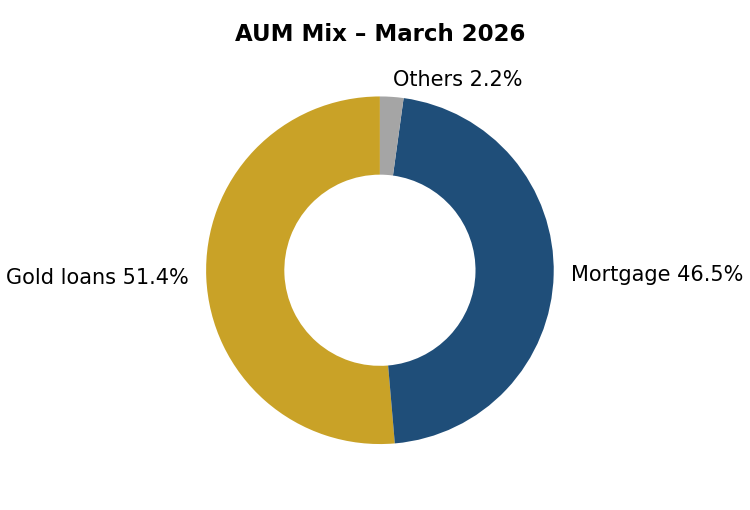 AUM Mix – March 2026
Others 2.2%
Gold loans 51.4%
Mortgage 46.5%